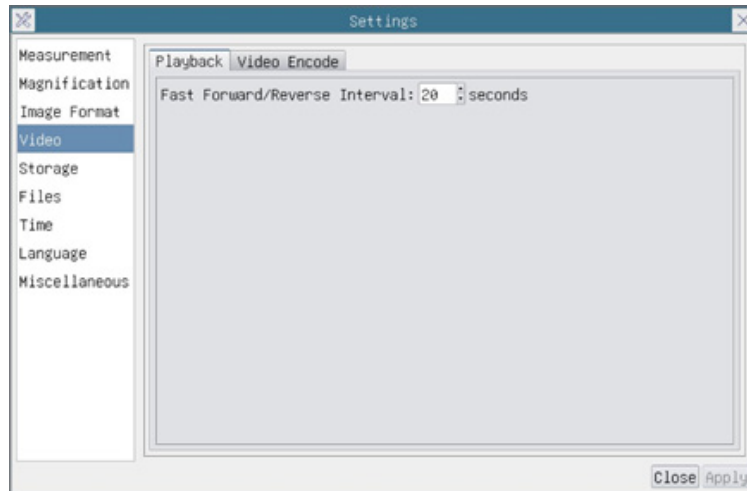 Settings
Measurement
Magnification
Image Format
Video
Storage
Files
Time
Language
Miscellaneous
Playback
Video Encode
Fast Forward/Reverse Interval: 20 seconds
Close
Apply